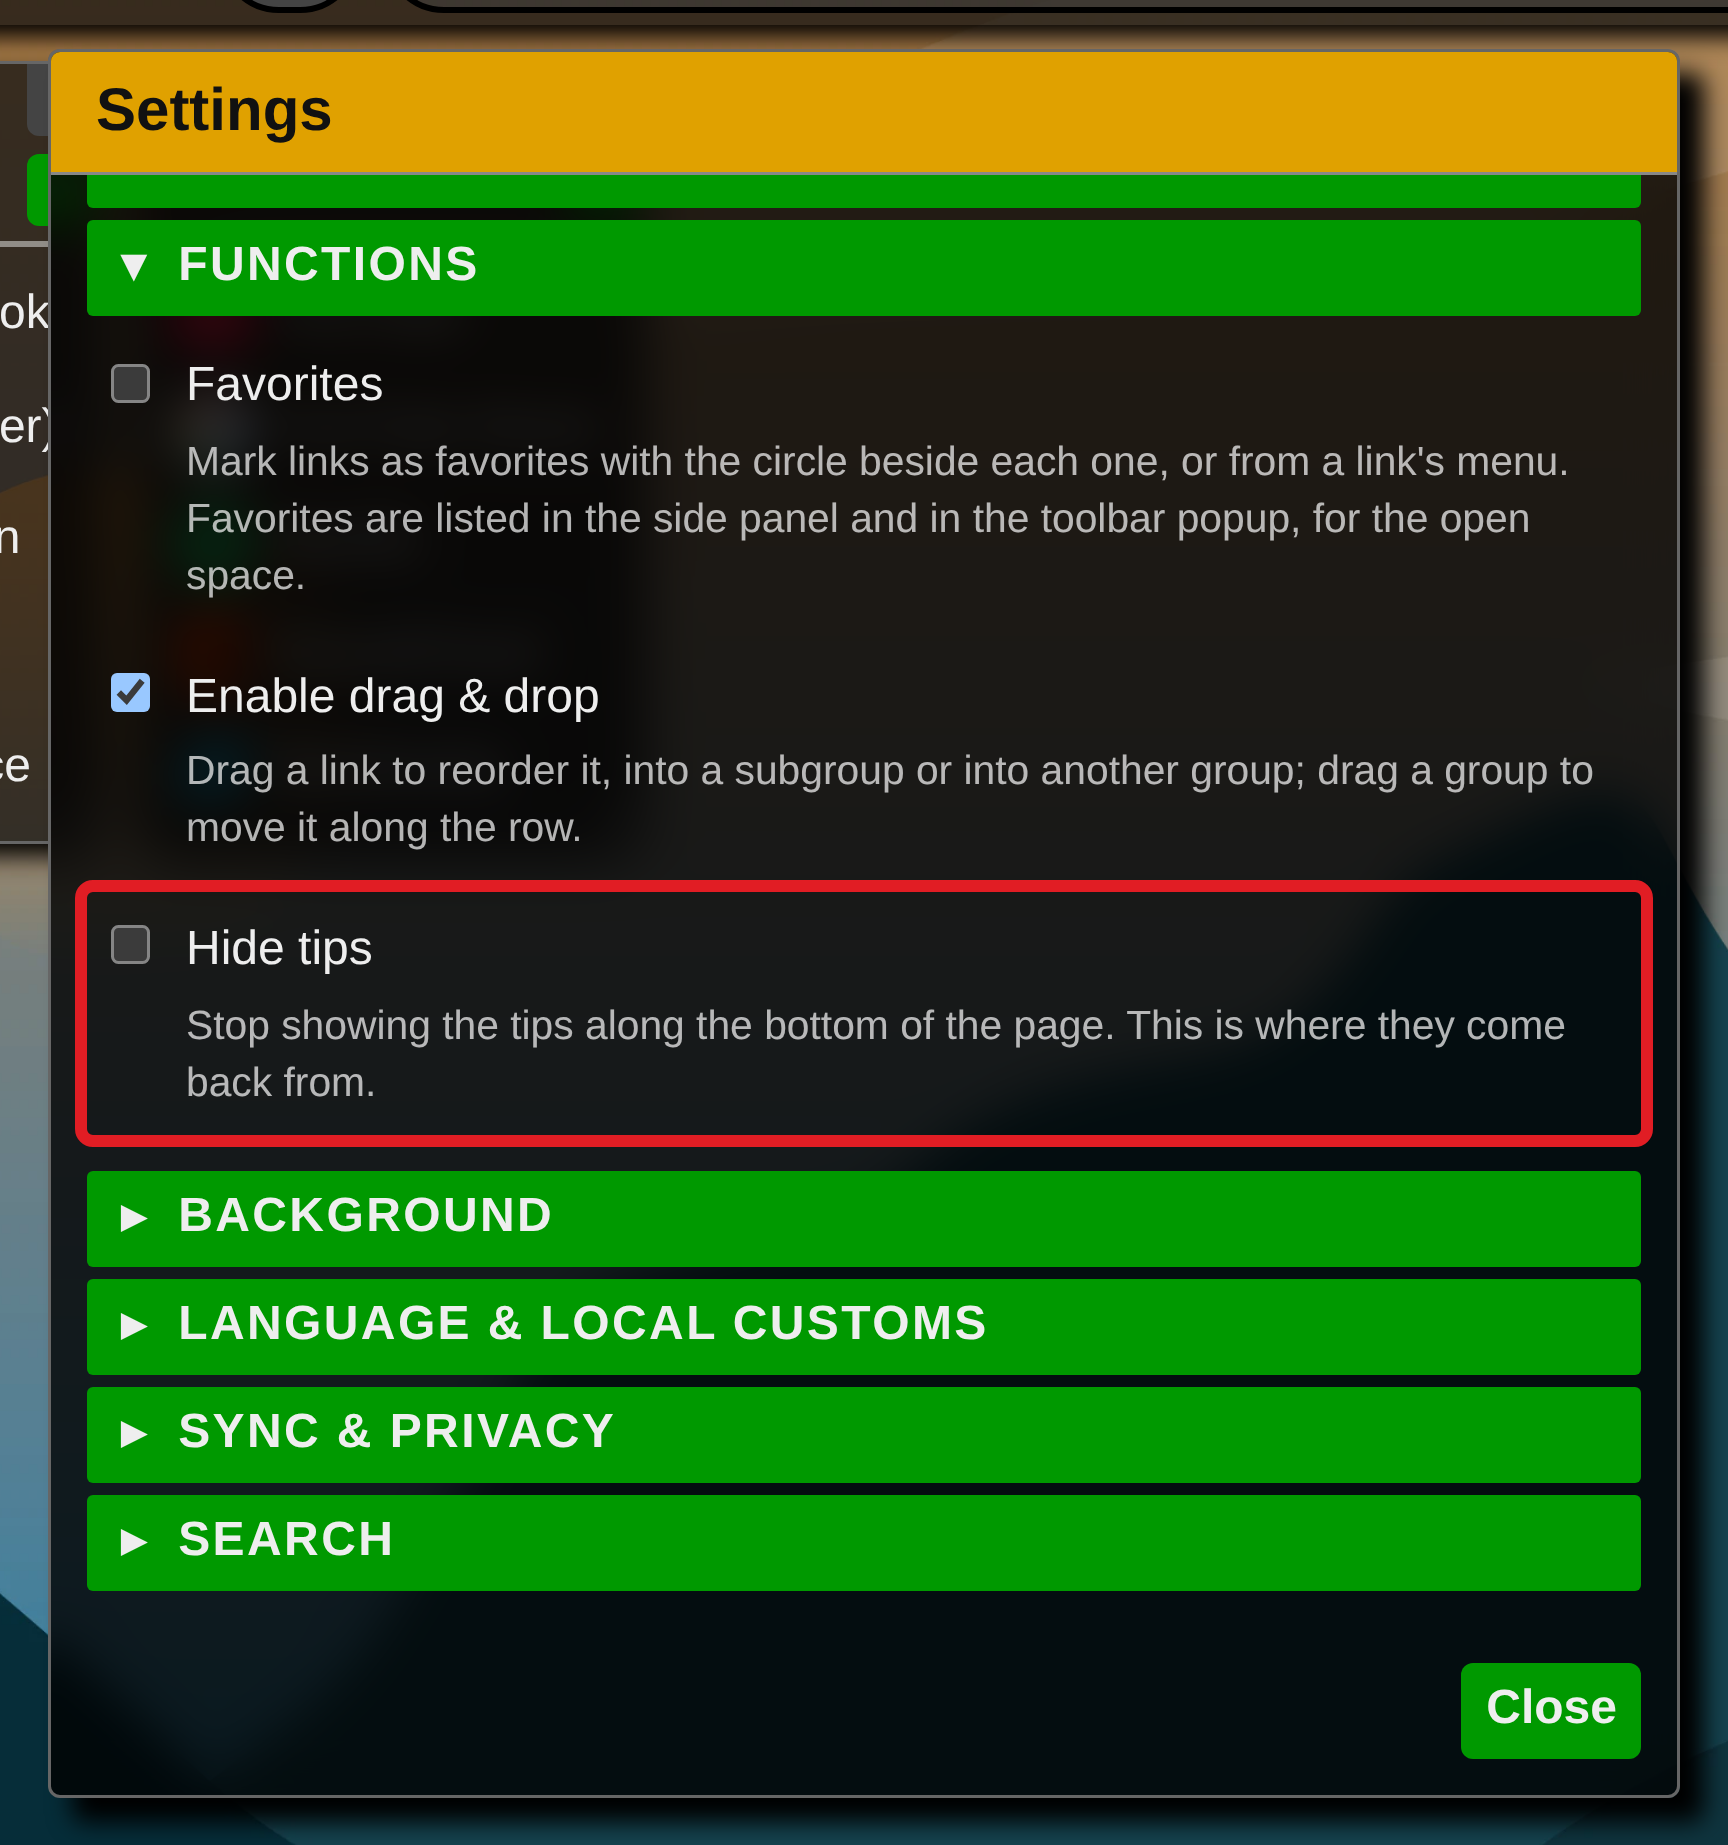 Settings
▼ FUNCTIONS
ok
Favorites
er)
Mark links as favorites with the circle beside each one, or from a link's menu.
Favorites are listed in the side panel and in the toolbar popup, for the open
n
space.
Enable drag & drop
ce
Drag a link to reorder it, into a subgroup or into another group; drag a group to
move it along the row.
Hide tips
Stop showing the tips along the bottom of the page. This is where they come
back from.
► BACKGROUND
► LANGUAGE & LOCAL CUSTOMS
► SYNC & PRIVACY
► SEARCH
Close